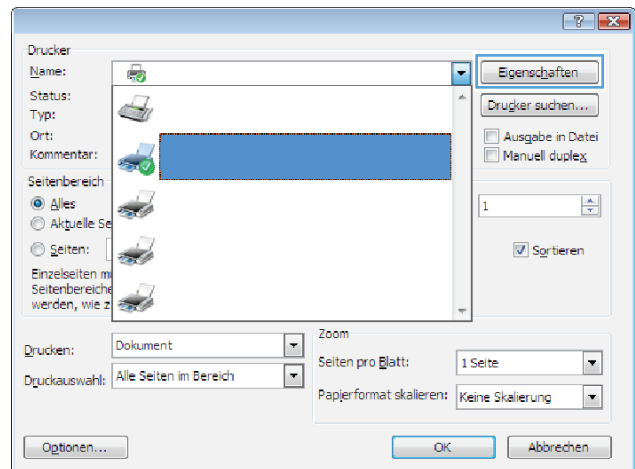 Drucker
Name:
Eigenschaften
Status:
Typ:
Drucker suchen...
Ort:
Ausgabe in Datei
Kommentar:
Manuell duplex
Seitenbereich
Alles
1
Aktuelle Se
Seiten:
Sortieren
Einzelseiten m
Seitenbereiche
werden, wie z
Zoom
Drucken:
Dokument
Seiten pro Blatt:
1 Seite
Druckauswahl:
Alle Seiten im Bereich
Papierformat skalieren:
Keine Skalierung
Optionen...
OK
Abbrechen